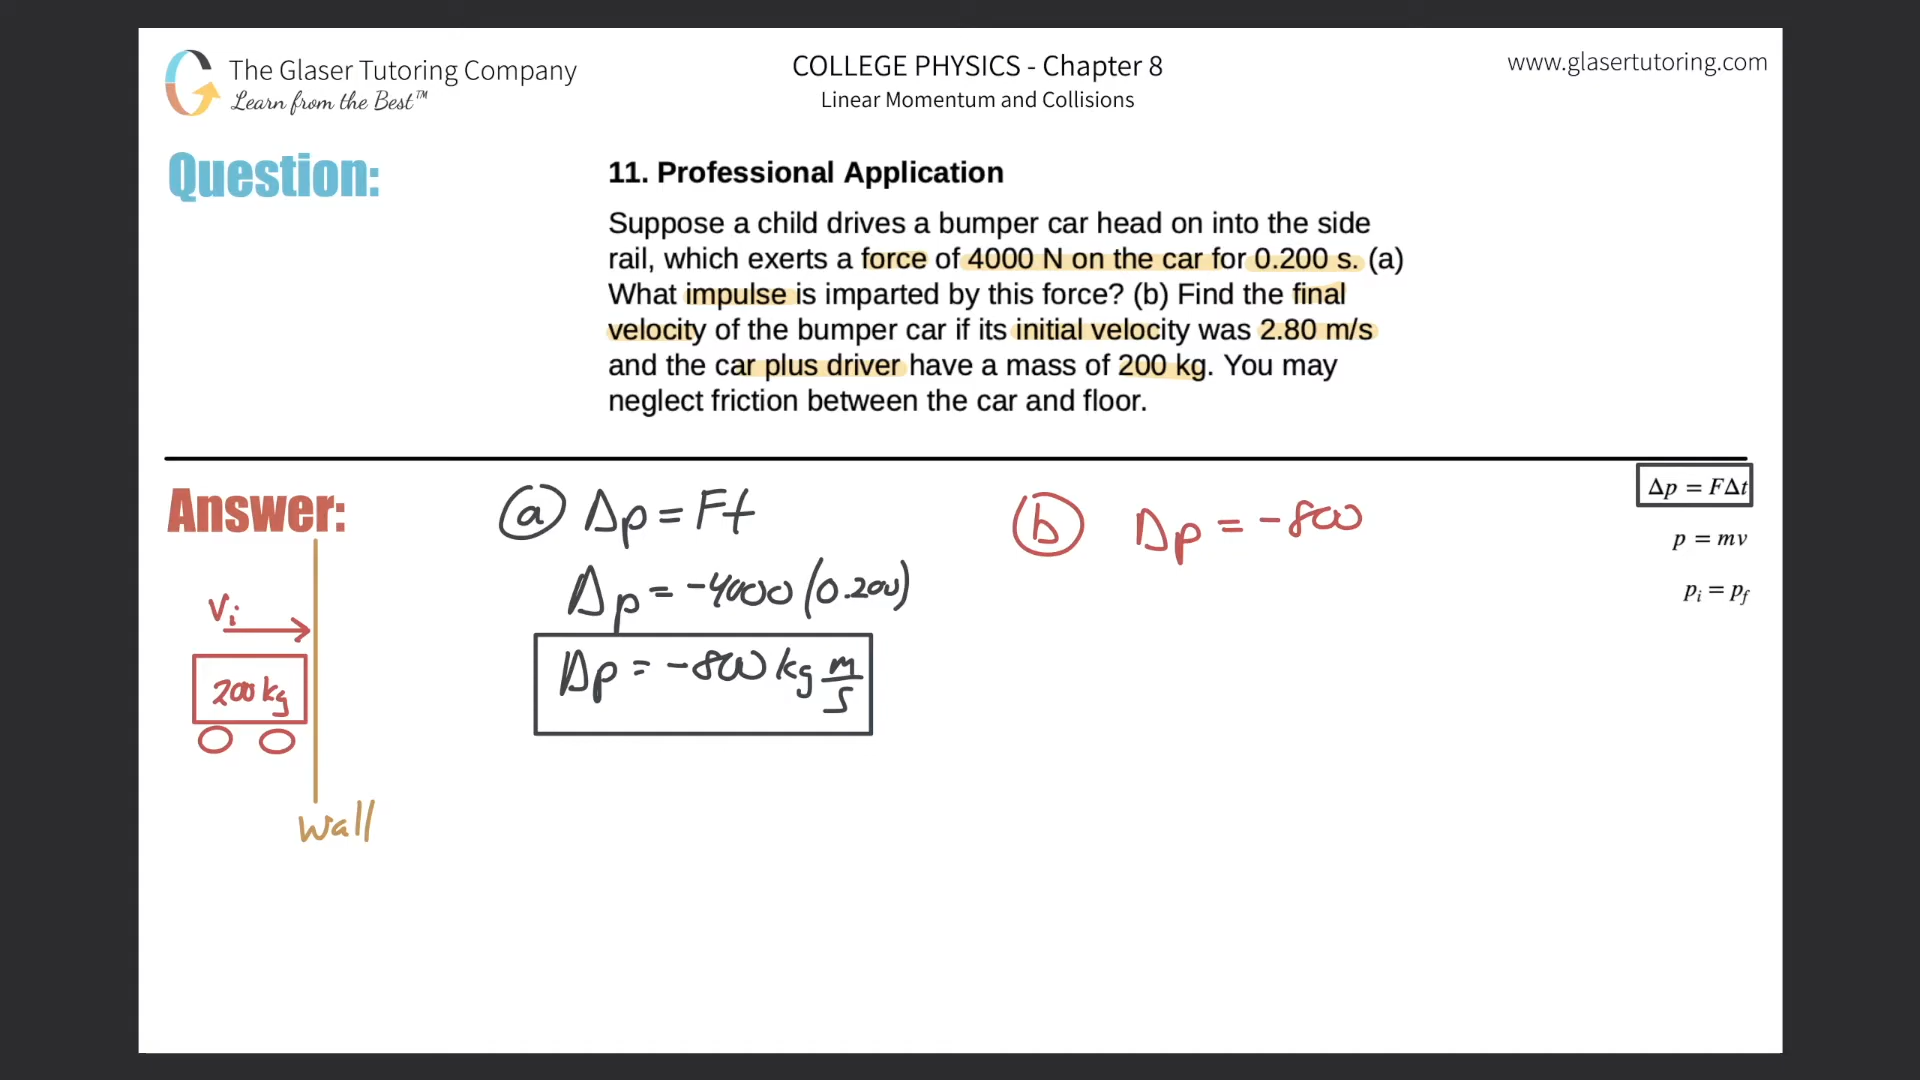 The Glaser Tutoring Company
Learn from the Best™
COLLEGE PHYSICS - Chapter 8
Linear Momentum and Collisions
www.glasertutoring.com
Question:
11. Professional Application
Suppose a child drives a bumper car head on into the side
rail, which exerts a force of 4000 N on the car for 0.200 s. (a)
What impulse is imparted by this force? (b) Find the final
velocity of the bumper car if its initial velocity was 2.80 m/s
and the car plus driver have a mass of 200 kg. You may
neglect friction between the car and floor.
Answer:
Vi
200 kg
Wall
(a) Δp = Ft
Δp = -4000 (0.200)
Δp = -800 kg m/s
(b) Δp = -800
Δp = FΔt
p = mv
pi = pf